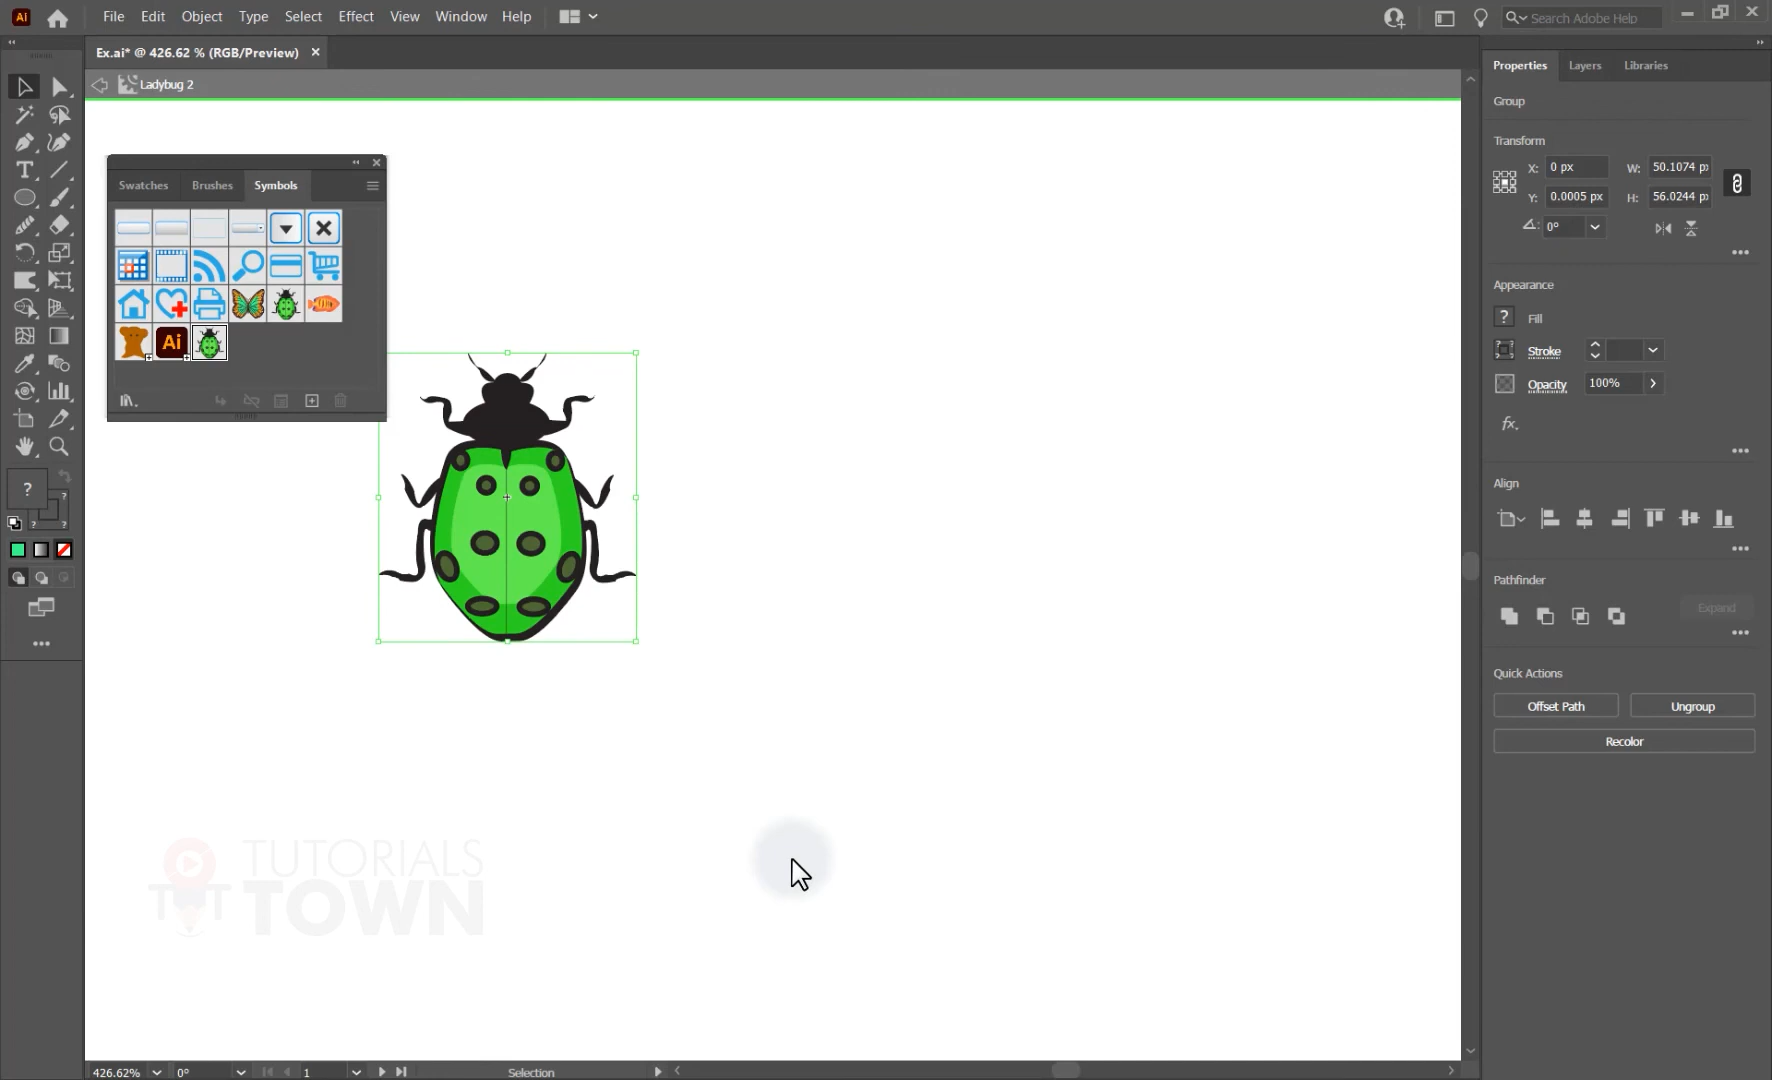 Ai File Edit Object Type Select Effect View Window Help Search Adobe Help
Ex.ai* @ 426.62 % (RGB/Preview)
Ladybug 2
Swatches Brushes Symbols
Ai
T
? ? ? ?
TUTORIALS
TOWN
426.62% 0° 1 Selection
Properties Layers Libraries
Group
Transform
X: 0 px W: 50.1074 p
Y: 0.0005 px H: 56.0244 p
0°
Appearance
? Fill
Stroke
Opacity 100%
fx.
Align
Pathfinder
Expand
Quick Actions
Offset Path Ungroup
Recolor